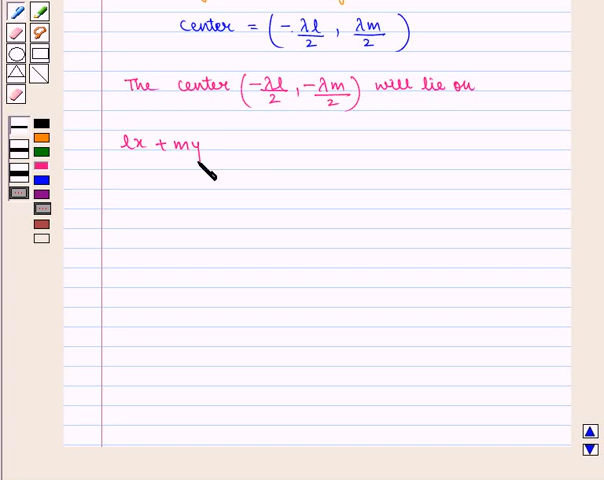 center = (-λl/2 , λm/2)
The center (-λl/2 , -λm/2) will lie on
lx + my